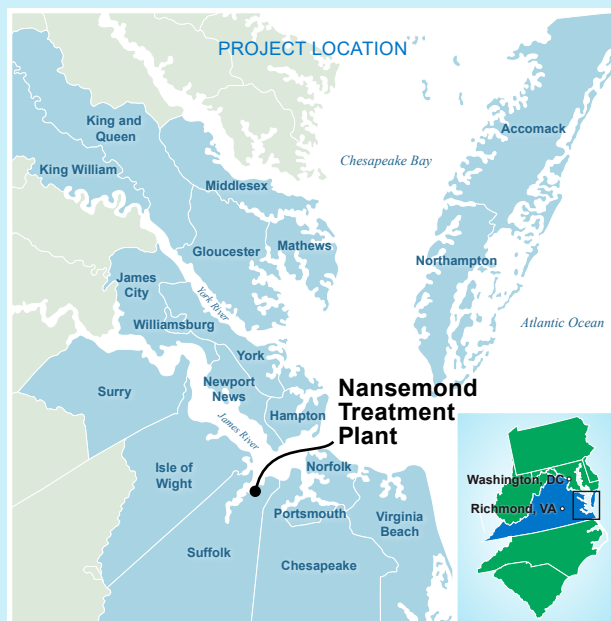 PROJECT LOCATION
King and
Queen
Accomack
Chesapeake Bay
King William
Middlesex
Mathews
Gloucester
Northampton
James
City
York River
Atlantic Ocean
Williamsburg
York
Newport
News
Surry
Nansemond
Treatment
Plant
Hampton
James River
Isle of
Wight
Norfolk
Washington, DC
Richmond, VA
Portsmouth
Virginia
Beach
Suffolk
Chesapeake